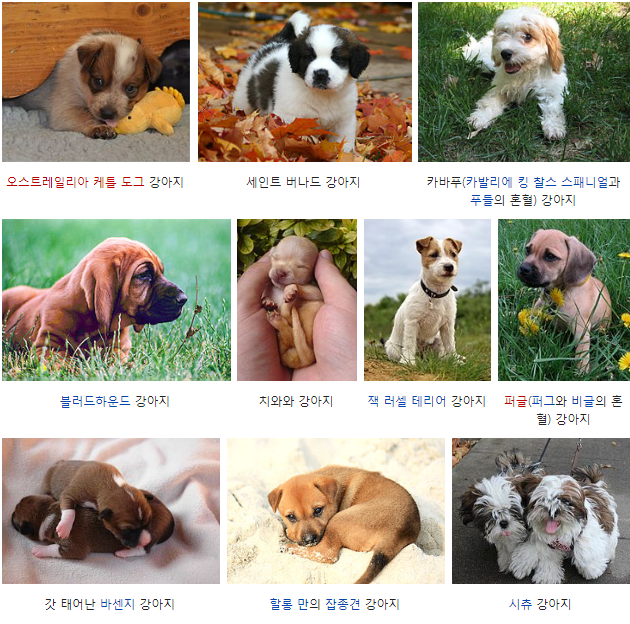 오스트레일리아 케틀 도그 강아지
세인트 버나드 강아지
카바푸(카발리에 킹 찰스 스패니얼과
푸들의 혼혈) 강아지
블러드하운드 강아지
치와와 강아지
잭 러셀 테리어 강아지
퍼글(퍼그와 비글의 혼
혈) 강아지
갓 태어난 바센지 강아지
할롱 만의 잡종견 강아지
시츄 강아지